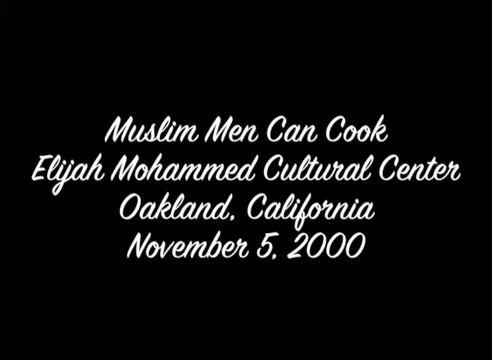 Muslim Men Can Cook
Elijah Mohammed Cultural Center
Oakland, California
November 5, 2000